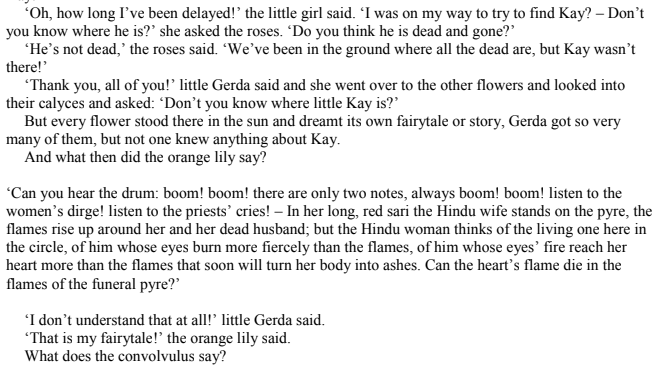 ‘Oh, how long I’ve been delayed!’ the little girl said. ‘I was on my way to try to find Kay? – Don’t
you know where he is?’ she asked the roses. ‘Do you think he is dead and gone?’
‘He’s not dead,’ the roses said. ‘We’ve been in the ground where all the dead are, but Kay wasn’t
there!’
‘Thank you, all of you!’ little Gerda said and she went over to the other flowers and looked into
their calyces and asked: ‘Don’t you know where little Kay is?’
But every flower stood there in the sun and dreamt its own fairytale or story, Gerda got so very
many of them, but not one knew anything about Kay.
And what then did the orange lily say?
‘Can you hear the drum: boom! boom! there are only two notes, always boom! boom! listen to the
women’s dirge! listen to the priests’ cries! – In her long, red sari the Hindu wife stands on the pyre, the
flames rise up around her and her dead husband; but the Hindu woman thinks of the living one here in
the circle, of him whose eyes burn more fiercely than the flames, of him whose eyes’ fire reach her
heart more than the flames that soon will turn her body into ashes. Can the heart’s flame die in the
flames of the funeral pyre?’
‘I don’t understand that at all!’ little Gerda said.
‘That is my fairytale!’ the orange lily said.
What does the convolvulus say?